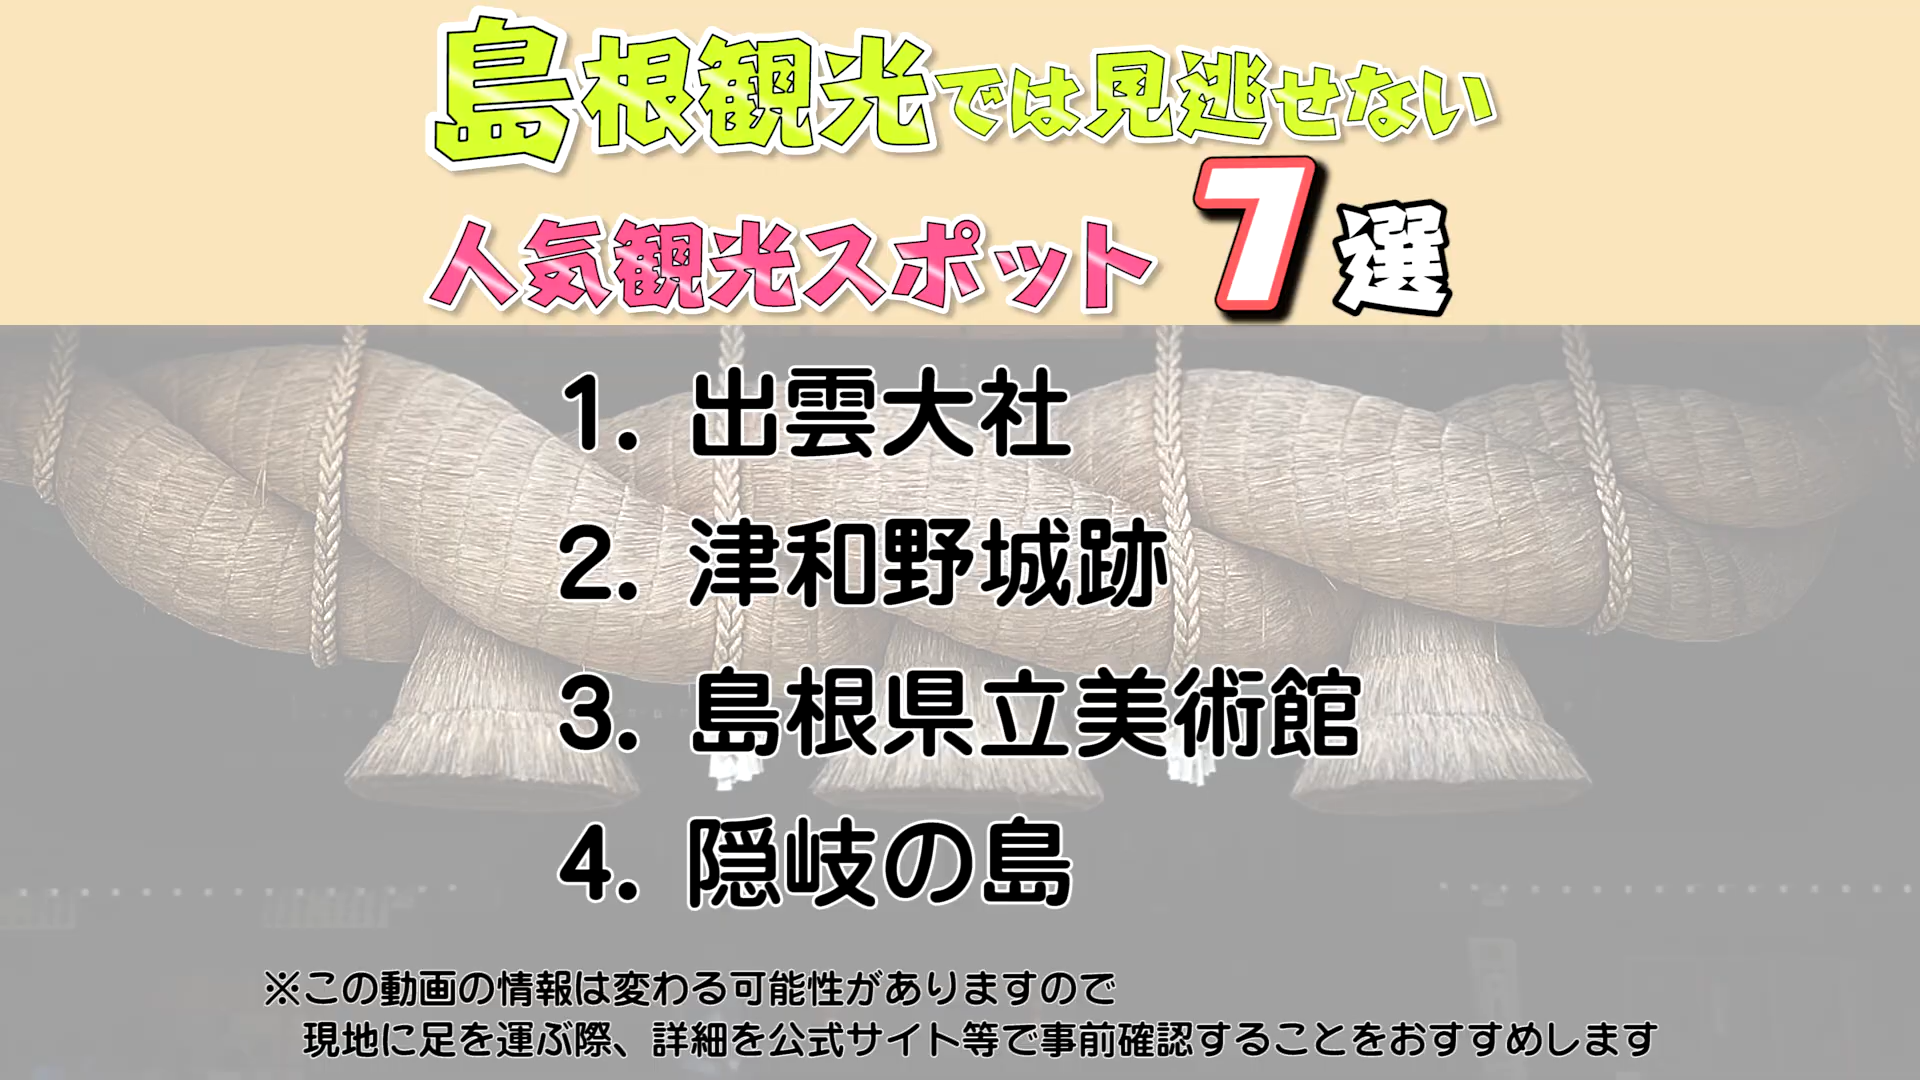 島根観光では見逃せない
人気観光スポット7選
1. 出雲大社
2. 津和野城跡
3. 島根県立美術館
4. 隠岐の島
※この動画の情報は変わる可能性がありますので
現地に足を運ぶ際、詳細を公式サイト等で事前確認することをおすすめします